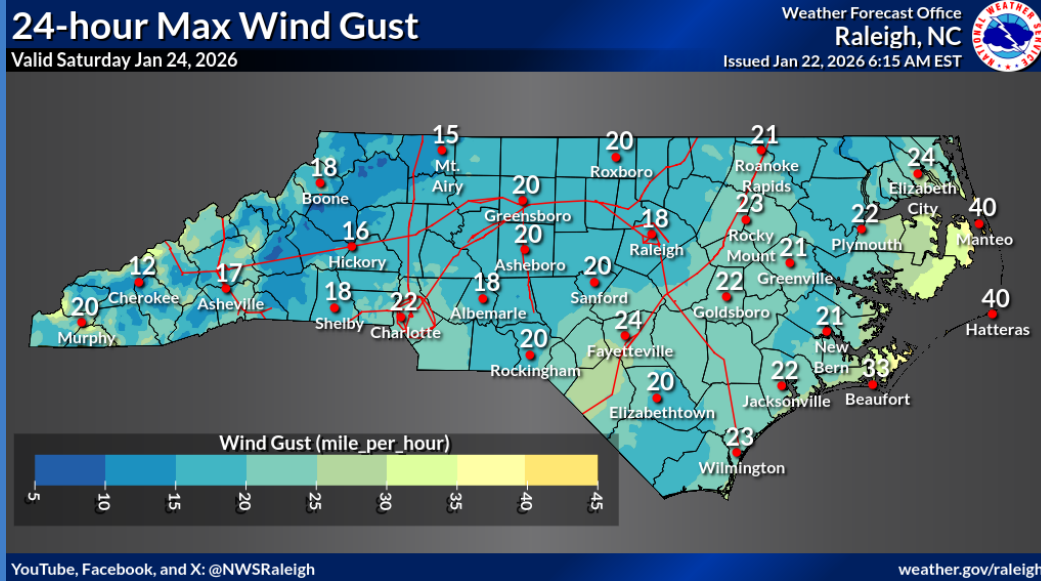 24-hour Max Wind Gust
Valid Saturday Jan 24, 2026
Weather Forecast Office
Raleigh, NC
Issued Jan 22, 2026 6:15 AM EST
NATIONAL WEATHER SERVICE
15
Mt.
Airy
20
Roxboro
21
Roanoke
Rapids
24
Elizabeth
City
18
Boone
20
Greensboro
23
Rocky
Mount
40
Manteo
16
Hickory
20
Asheboro
18
Raleigh
22
Plymouth
12
Cherokee
17
Asheville
21
Greenville
20
Murphy
18
Shelby
22
Charlotte
18
Albemarle
20
Sanford
22
Goldsboro
40
Hatteras
20
Rockingham
24
Fayetteville
21
New
Bern
20
Elizabethtown
22
Jacksonville
33
Beaufort
23
Wilmington
Wind Gust (mile_per_hour)
5 10 15 20 25 30 35 40 45
YouTube, Facebook, and X: @NWSRaleigh
weather.gov/raleigh